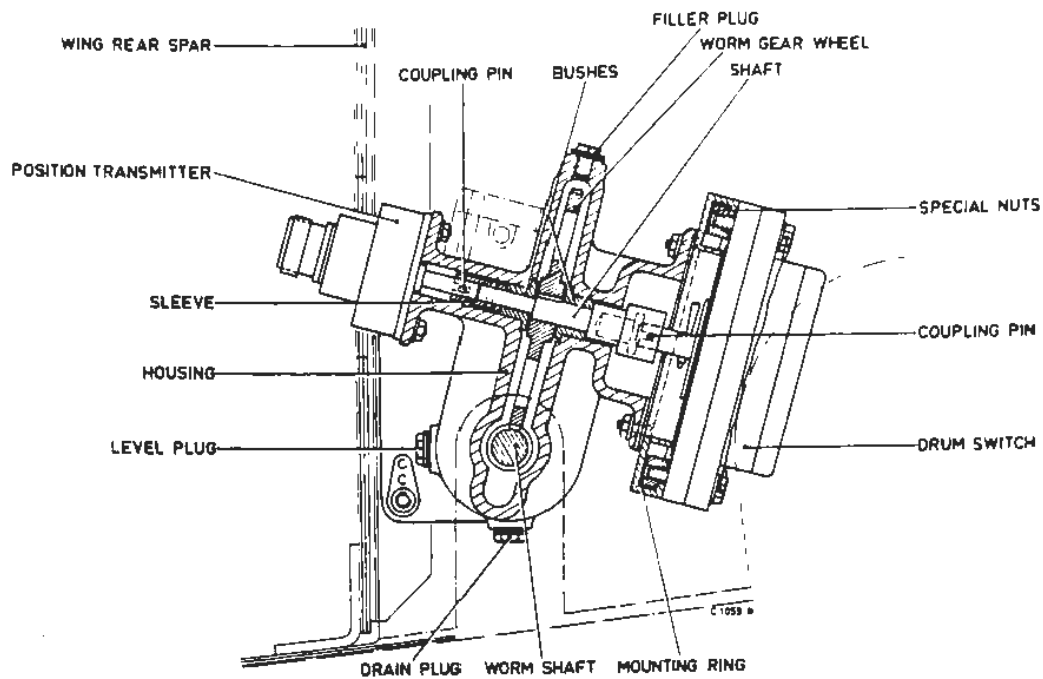 FILLER PLUG
WING REAR SPAR
WORM GEAR WHEEL
COUPLING PIN
BUSHES
SHAFT
POSITION TRANSMITTER
SPECIAL NUTS
SLEEVE
COUPLING PIN
HOUSING
LEVEL PLUG
DRUM SWITCH
C 1059
DRAIN PLUG
WORM SHAFT
MOUNTING RING